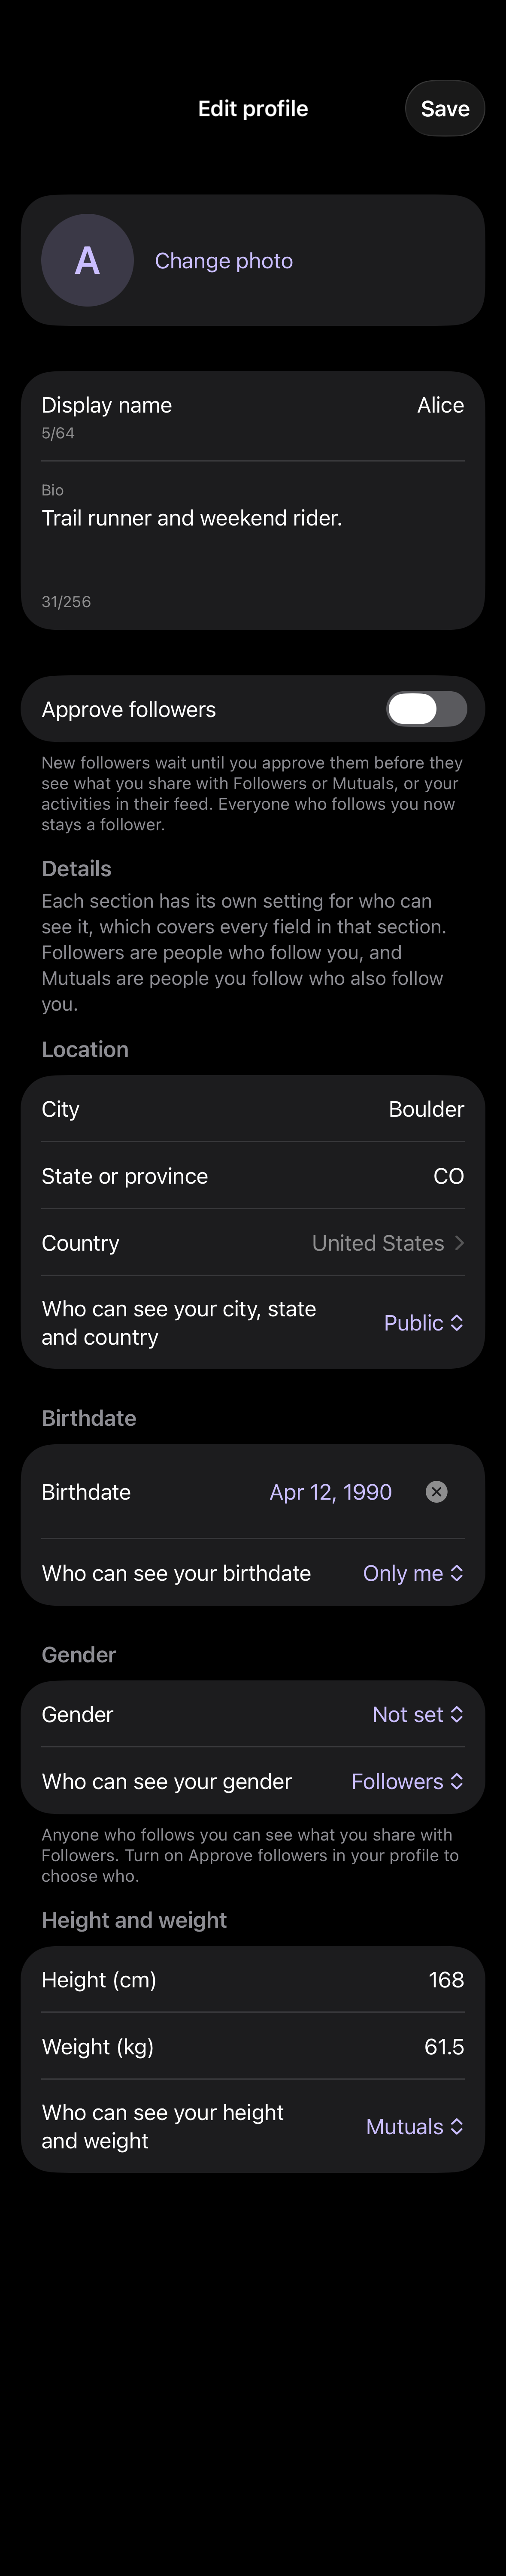 Edit profile
Save
A
Change photo
Display name
Alice
5/64
Bio
Trail runner and weekend rider.
31/256
Approve followers
New followers wait until you approve them before they
see what you share with Followers or Mutuals, or your
activities in their feed. Everyone who follows you now
stays a follower.
Details
Each section has its own setting for who can
see it, which covers every field in that section.
Followers are people who follow you, and
Mutuals are people you follow who also follow
you.
Location
City
Boulder
State or province
CO
Country
United States
Who can see your city, state
and country
Public
Birthdate
Birthdate
Apr 12, 1990
Who can see your birthdate
Only me
Gender
Gender
Not set
Who can see your gender
Followers
Anyone who follows you can see what you share with
Followers. Turn on Approve followers in your profile to
choose who.
Height and weight
Height (cm)
168
Weight (kg)
61.5
Who can see your height
and weight
Mutuals